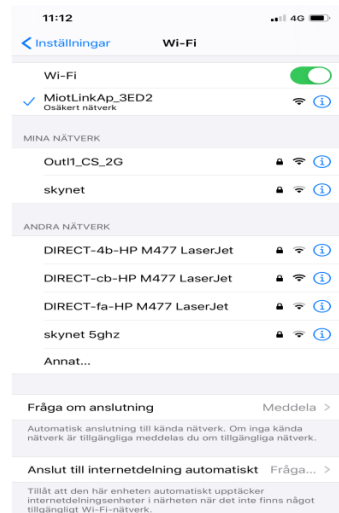 11:12
4G
Inställningar
Wi-Fi
Wi-Fi
MiotLinkAp_3ED2
Osäkert nätverk
MINA NÄTVERK
Outl1_CS_2G
skynet
ANDRA NÄTVERK
DIRECT-4b-HP M477 LaserJet
DIRECT-cb-HP M477 LaserJet
DIRECT-fa-HP M477 LaserJet
skynet 5ghz
Annat...
Fråga om anslutning Meddela
Automatisk anslutning till kända nätverk. Om inga kända
nätverk är tillgängliga meddelas du om tillgängliga nätverk.
Anslut till internetdelning automatiskt Fråga...
Tillåt att den här enheten automatiskt upptäcker
internetdelningsenheter i närheten när det inte finns något
tillgängligt Wi-Fi-nätverk.